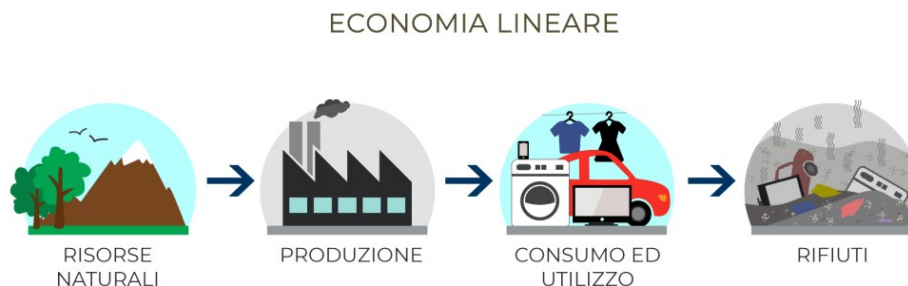 ECONOMIA LINEARE
RISORSE
NATURALI
PRODUZIONE
CONSUMO ED
UTILIZZO
RIFIUTI